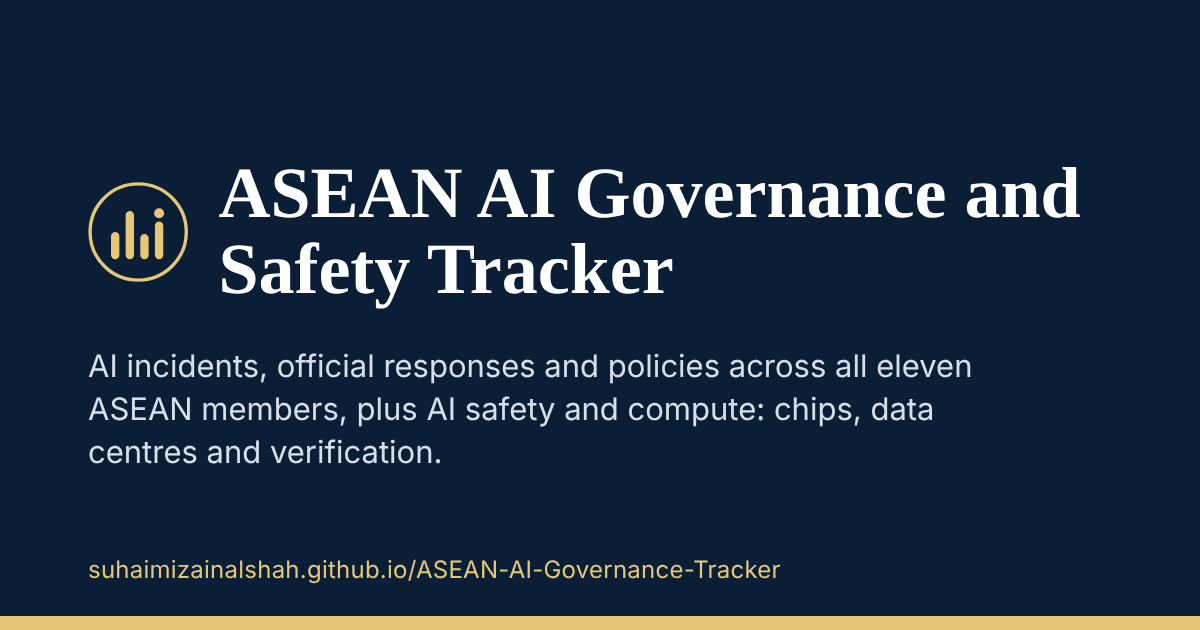 ASEAN AI Governance and
Safety Tracker
AI incidents, official responses and policies across all eleven
ASEAN members, plus AI safety and compute: chips, data
centres and verification.
suhaimizainalshah.github.io/ASEAN-AI-Governance-Tracker